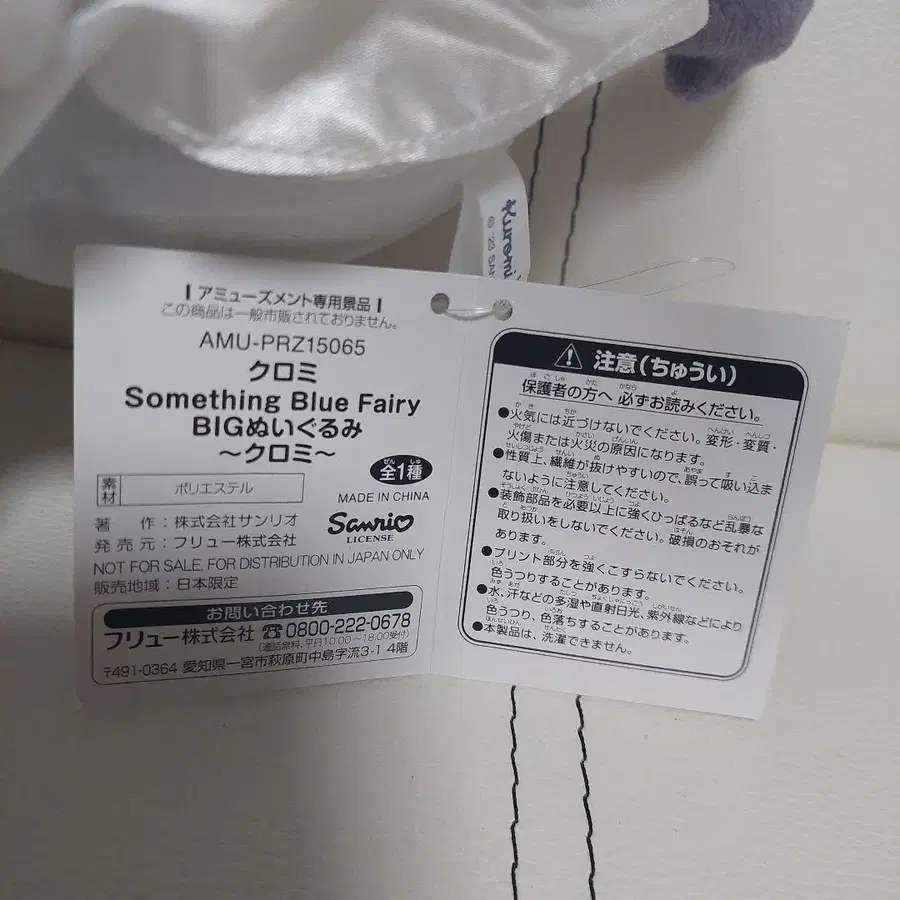 Kuromi
© '23 SAN
アミューズメント専用景品
この商品は一般市販されておりません。
AMU-PRZ15065
クロミ
Something Blue Fairy
BIGぬいぐるみ
～クロミ～
全1種
素材 ポリエステル
MADE IN CHINA
著 作：株式会社サンリオ
発 売 元：フリュー株式会社
Sanrio
LICENSE
NOT FOR SALE, FOR DISTRIBUTION IN JAPAN ONLY
販売地域：日本限定
お問い合わせ先
フリュー株式会社 ☎0800-222-0678
(通話無料、平日10:00～18:00受付)
〒491-0364 愛知県一宮市萩原町中島字流3-1 4階
⚠ 注意(ちゅうい)
保護者の方へ 必ずお読みください。
●火気には近づけないでください。変形・変質・
火傷または火災の原因になります。
●性質上、繊維が抜けやすいので、誤って吸い込ま
ないように注意してください。
●装飾部品を必要以上に強くひっぱるなど乱暴な
取り扱いをしないでください。破損のおそれが
あります。
●プリント部分を強くこすらないでください。
色うつりすることがあります。
●水、汗などの多湿や直射日光、紫外線などにより
色うつり、色落ちすることがあります。
●本製品は、洗濯できません。